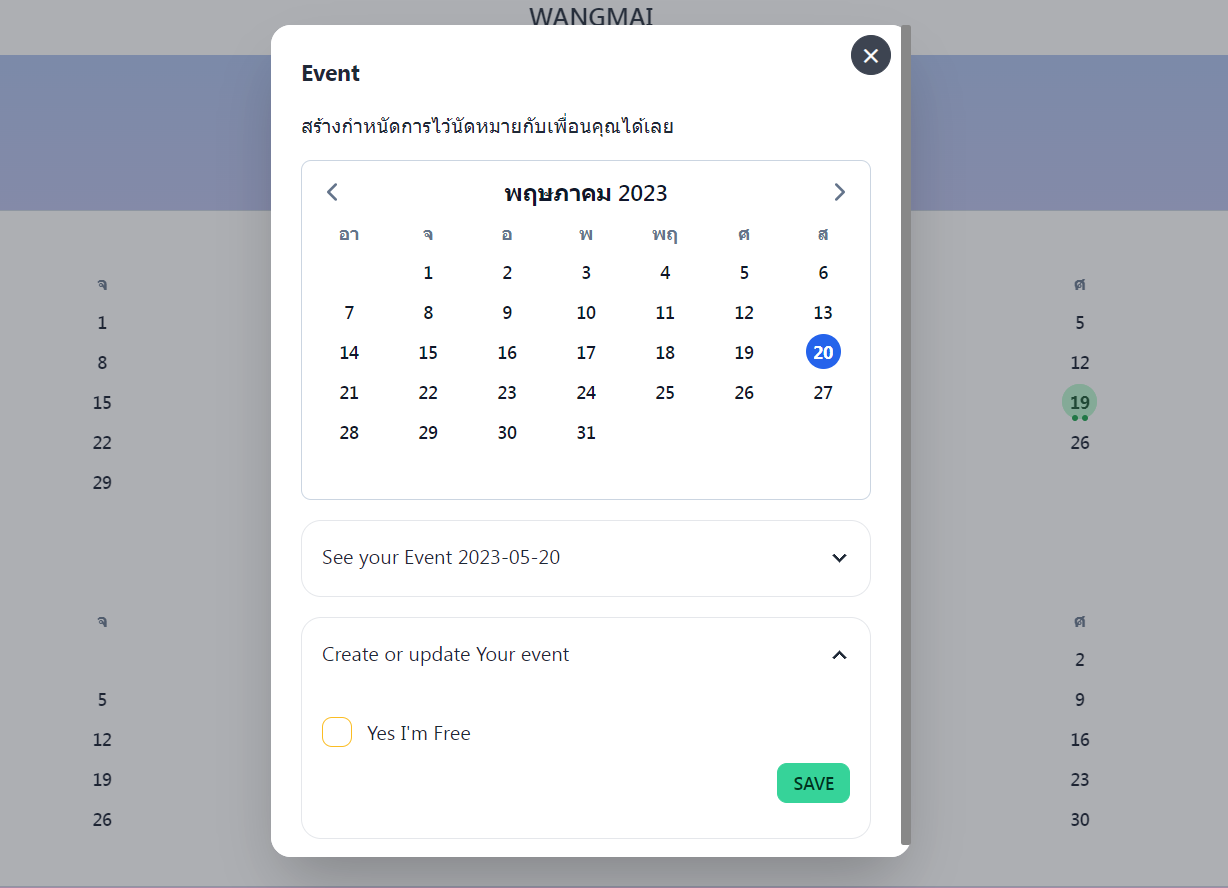 WANGMAI
Event
สร้างกำหนัดการไว้นัดหมายกับเพื่อนคุณได้เลย
พฤษภาคม 2023
อา จ อ พ พฤ ศ ส
1 2 3 4 5 6
7 8 9 10 11 12 13
14 15 16 17 18 19 20
21 22 23 24 25 26 27
28 29 30 31
See your Event 2023-05-20
Create or update Your event
Yes I'm Free
SAVE
จ
1
8
15
22
29
จ
5
12
19
26
ศ
5
12
19
26
ศ
2
9
16
23
30